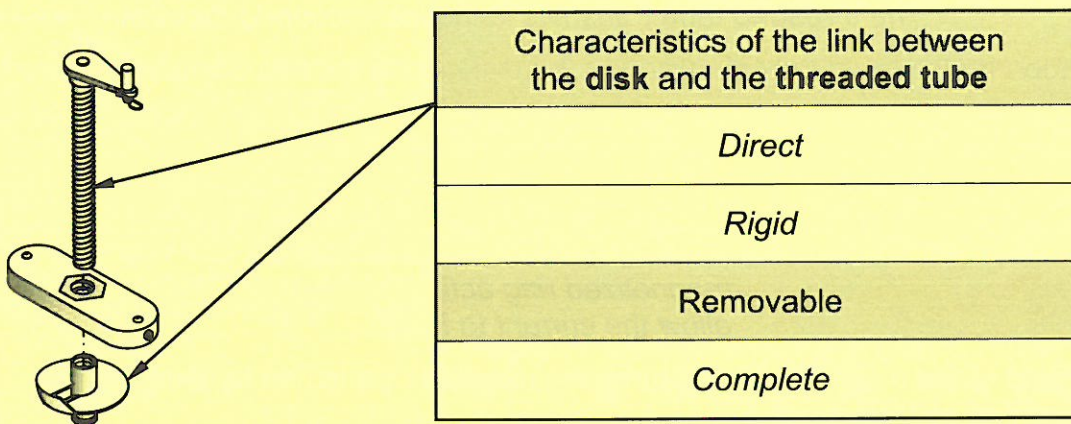 Characteristics of the link between
the disk and the threaded tube
Direct
Rigid
Removable
Complete